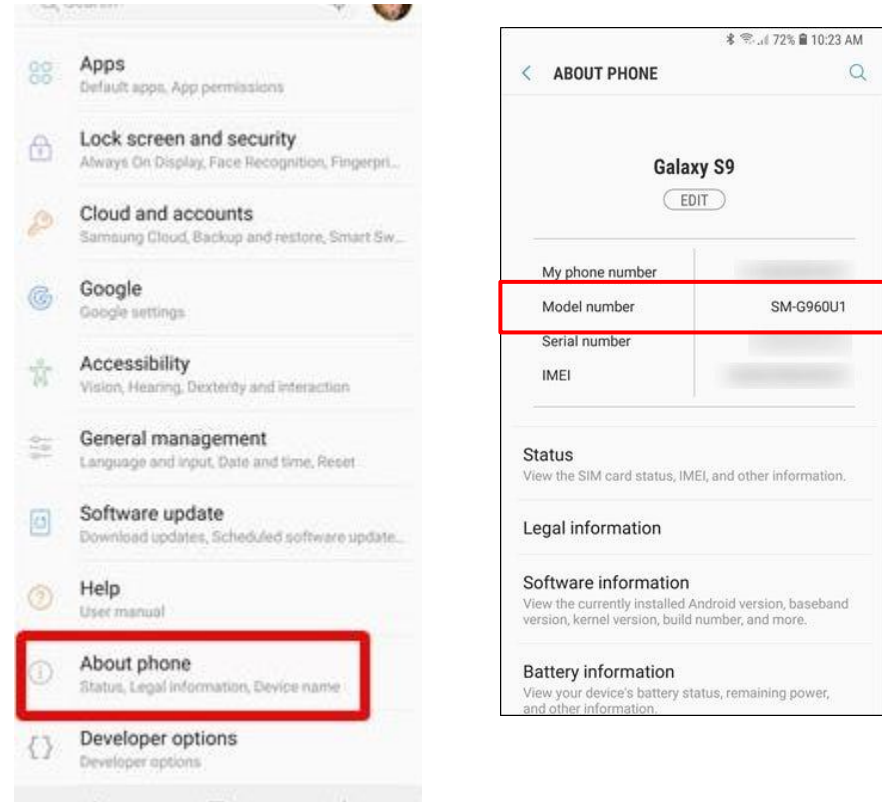 Apps
Default apps, App permissions
Lock screen and security
Always On Display, Face Recognition, Fingerpri...
Cloud and accounts
Samsung Cloud, Backup and restore, Smart Sw...
Google
Google settings
Accessibility
Vision, Hearing, Dexterity and interaction
General management
Language and input, Date and time, Reset
Software update
Download updates, Scheduled software update...
Help
User manual
About phone
Status, Legal information, Device name
Developer options
Developer options
72% 10:23 AM
ABOUT PHONE
Galaxy S9
EDIT
My phone number
Model number SM-G960U1
Serial number
IMEI
Status
View the SIM card status, IMEI, and other information.
Legal information
Software information
View the currently installed Android version, baseband
version, kernel version, build number, and more.
Battery information
View your device's battery status, remaining power,
and other information.